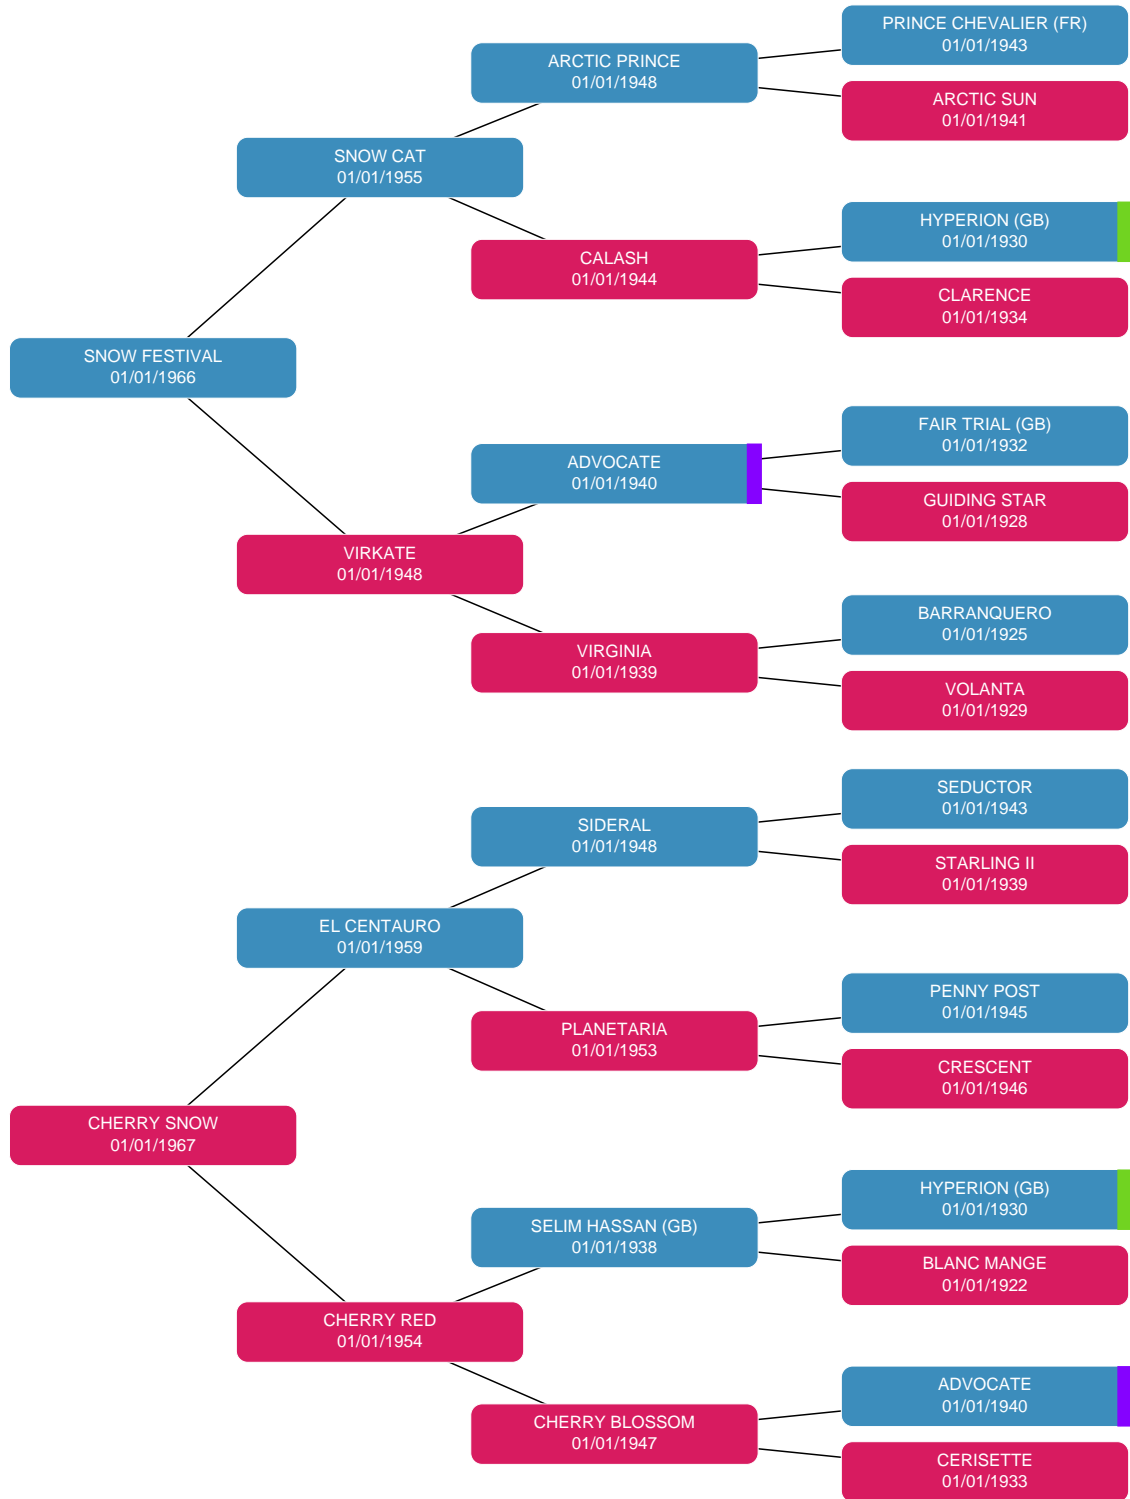 PRINCE CHEVALIER (FR)
01/01/1943
ARCTIC PRINCE
01/01/1948
ARCTIC SUN
01/01/1941
SNOW CAT
01/01/1955
HYPERION (GB)
01/01/1930
CALASH
01/01/1944
CLARENCE
01/01/1934
SNOW FESTIVAL
01/01/1966
FAIR TRIAL (GB)
01/01/1932
ADVOCATE
01/01/1940
GUIDING STAR
01/01/1928
VIRKATE
01/01/1948
BARRANQUERO
01/01/1925
VIRGINIA
01/01/1939
VOLANTA
01/01/1929
SEDUCTOR
01/01/1943
SIDERAL
01/01/1948
STARLING II
01/01/1939
EL CENTAURO
01/01/1959
PENNY POST
01/01/1945
PLANETARIA
01/01/1953
CRESCENT
01/01/1946
CHERRY SNOW
01/01/1967
HYPERION (GB)
01/01/1930
SELIM HASSAN (GB)
01/01/1938
BLANC MANGE
01/01/1922
CHERRY RED
01/01/1954
ADVOCATE
01/01/1940
CHERRY BLOSSOM
01/01/1947
CERISETTE
01/01/1933